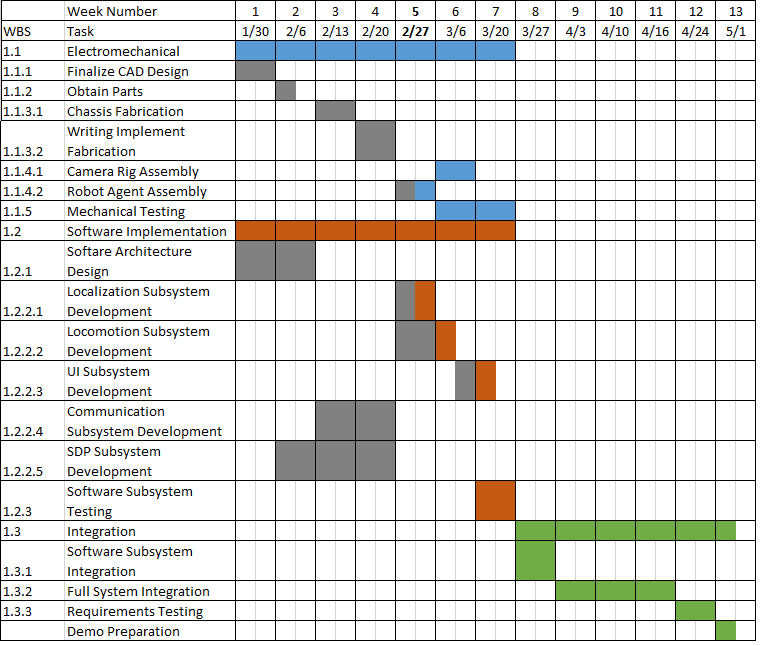 Week Number 1 2 3 4 5 6 7 8 9 10 11 12 13
WBS Task 1/30 2/6 2/13 2/20 2/27 3/6 3/20 3/27 4/3 4/10 4/16 4/24 5/1
1.1 Electromechanical
1.1.1 Finalize CAD Design
1.1.2 Obtain Parts
1.1.3.1 Chassis Fabrication
Writing Implement
1.1.3.2 Fabrication
1.1.4.1 Camera Rig Assembly
1.1.4.2 Robot Agent Assembly
1.1.5 Mechanical Testing
1.2 Software Implementation
Softare Architecture
1.2.1 Design
Localization Subsystem
1.2.2.1 Development
Locomotion Subsystem
1.2.2.2 Development
UI Subsystem
1.2.2.3 Development
Communication
1.2.2.4 Subsystem Development
SDP Subsystem
1.2.2.5 Development
Software Subsystem
1.2.3 Testing
1.3 Integration
Software Subsystem
1.3.1 Integration
1.3.2 Full System Integration
1.3.3 Requirements Testing
Demo Preparation